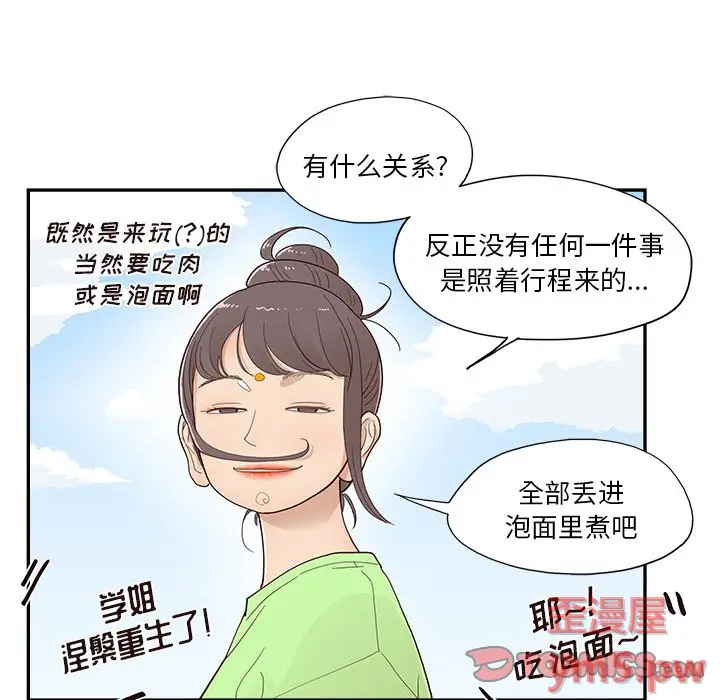 有什么关系?
反正没有任何一件事
是照着行程来的...
既然是来玩(?)的
当然要吃肉
或是泡面啊
全部丢进
泡面里煮吧
学姐
涅槃重生了!
耶~!
吃泡面~
歪漫屋